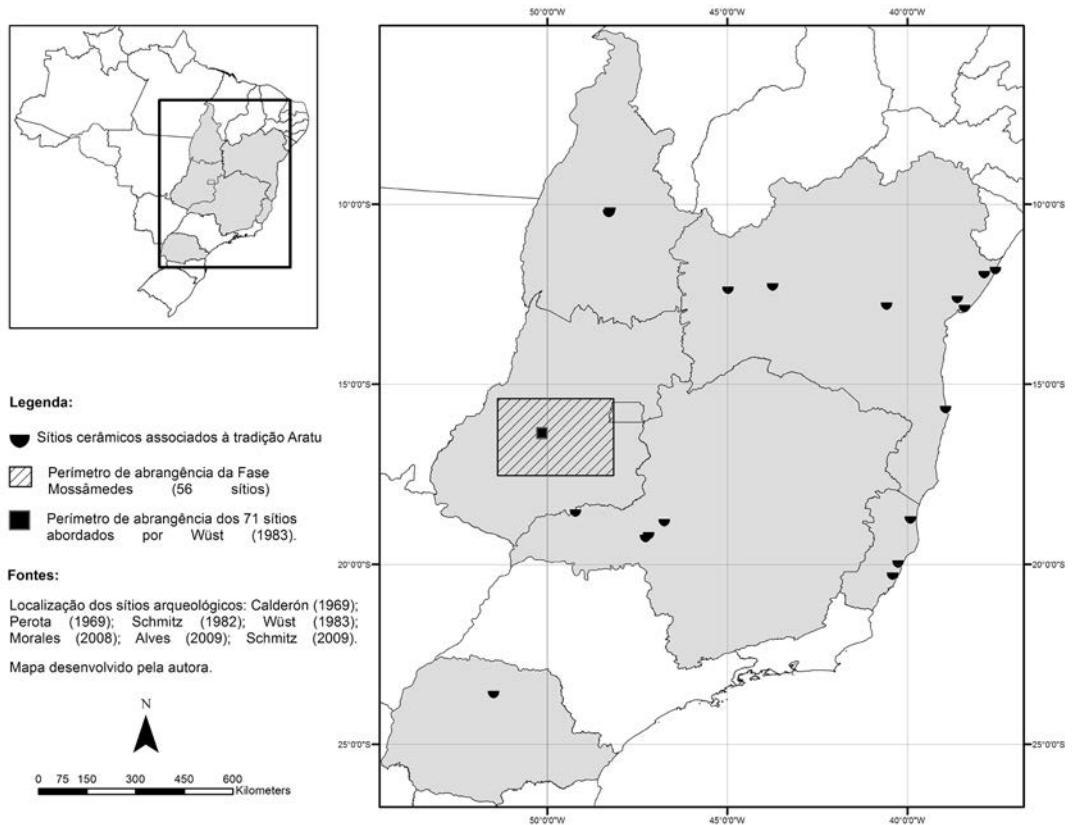 50°0'0"W 45°0'0"W 40°0'0"W
10°0'0"S 10°0'0"S
15°0'0"S 15°0'0"S
20°0'0"S 20°0'0"S
25°0'0"S 25°0'0"S
50°0'0"W 45°0'0"W 40°0'0"W
Legenda:
Sítios cerâmicos associados à tradição Aratu
Perímetro de abrangência da Fase
Mossâmedes (56 sítios)
Perímetro de abrangência dos 71 sítios
abordados por Wüst (1983).
Fontes:
Localização dos sítios arqueológicos: Calderón (1969);
Perota (1969); Schmitz (1982); Wüst (1983);
Morales (2008); Alves (2009); Schmitz (2009).
Mapa desenvolvido pela autora.
N
0 75 150 300 450 600
Kilometers